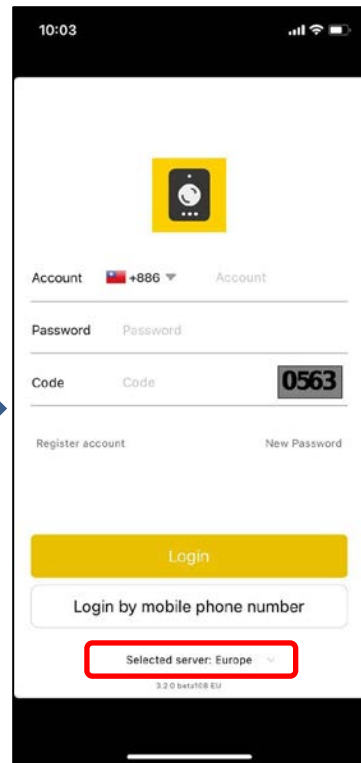 10:03
Account +886 Account
Password Password
Code Code 0563
Register account New Password
Login
Login by mobile phone number
Selected server: Europe
3.2.0 beta108 EU